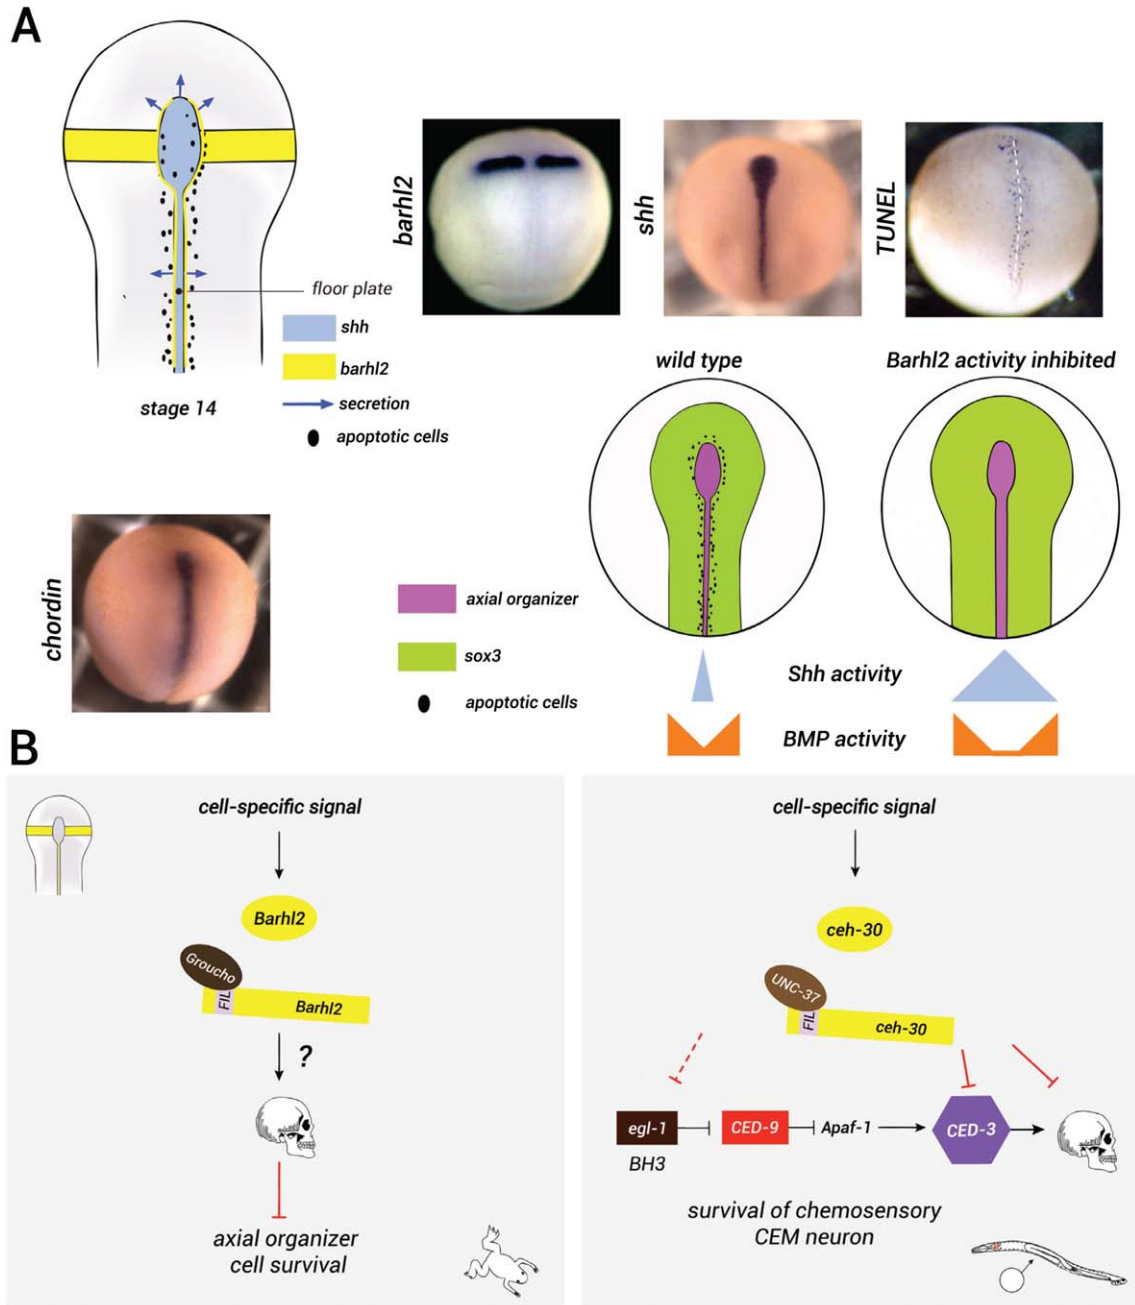 A
barhl2
shh
TUNEL
floor plate
shh
barhl2
secretion
apoptotic cells
stage 14
wild type
Barhl2 activity inhibited
chordin
axial organizer
sox3
apoptotic cells
Shh activity
BMP activity
B
cell-specific signal
Barhl2
Groucho
FIL
Barhl2
?
axial organizer
cell survival
cell-specific signal
ceh-30
UNC-37
FIL
ceh-30
egl-1
CED-9
Apaf-1
CED-3
BH3
survival of chemosensory
CEM neuron